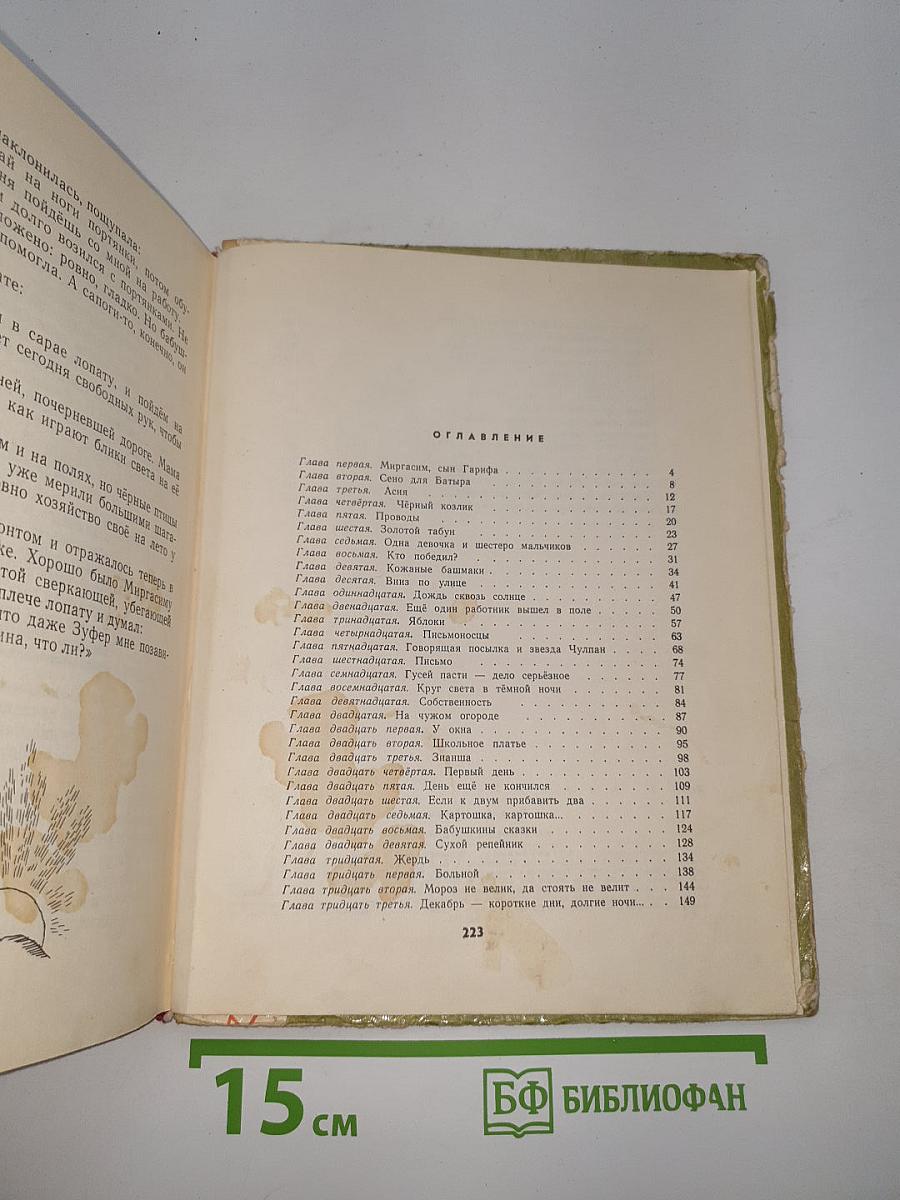 наклонилась, пощупала:
ай на ноги портянки, потом обу-
ня пойдёшь со мной на работу.
долго возился с портянками. Не
ложено: ровно, гладко. Но бабуш-
помогла. А сапоги-то, конечно, он
ате:
в сарае лопату, и пойдём на
ет сегодня свободных рук, чтобы
ней, почерневшей дороге. Мама
как играют блики света на её
м и на полях, но чёрные птицы
уже мерили большими шага-
вно хозяйство своё на лето у
онтом и отражалось теперь в
же. Хорошо было Миргасиму
той сверкающей, убегающей
плече лопату и думал:
что даже Зуфер мне позави-
ина, что ли?»
ОГЛАВЛЕНИЕ
Глава первая. Миргасим, сын Гарифа . . . . . . . . . . . . 4
Глава вторая. Сено для Батыра . . . . . . . . . . . . 8
Глава третья. Асия . . . . . . . . . . . . 12
Глава четвёртая. Чёрный козлик . . . . . . . . . . . . 17
Глава пятая. Проводы . . . . . . . . . . . . 20
Глава шестая. Золотой табун . . . . . . . . . . . . 23
Глава седьмая. Одна девочка и шестеро мальчиков . . . . . . 27
Глава восьмая. Кто победил? . . . . . . . . . . . . 31
Глава девятая. Кожаные башмаки . . . . . . . . . . . . 34
Глава десятая. Вниз по улице . . . . . . . . . . . . 41
Глава одиннадцатая. Дождь сквозь солнце . . . . . . . . . 47
Глава двенадцатая. Ещё один работник вышел в поле . . . . . 50
Глава тринадцатая. Яблоки . . . . . . . . . . . . 57
Глава четырнадцатая. Письмоносцы . . . . . . . . . . . . 63
Глава пятнадцатая. Говорящая посылка и звезда Чулпан . . . . 68
Глава шестнадцатая. Письмо . . . . . . . . . . . . 74
Глава семнадцатая. Гусей пасти — дело серьёзное . . . . . . 77
Глава восемнадцатая. Круг света в тёмной ночи . . . . . . . 81
Глава девятнадцатая. Собственность . . . . . . . . . . . 84
Глава двадцатая. На чужом огороде . . . . . . . . . . . 87
Глава двадцать первая. У окна . . . . . . . . . . . . 90
Глава двадцать вторая. Школьное платье . . . . . . . . . 95
Глава двадцать третья. Знанша . . . . . . . . . . . . 98
Глава двадцать четвёртая. Первый день . . . . . . . . . . 103
Глава двадцать пятая. День ещё не кончился . . . . . . . . 109
Глава двадцать шестая. Если к двум прибавить два . . . . . . 111
Глава двадцать седьмая. Картошка, картошка... . . . . . . . 117
Глава двадцать восьмая. Бабушкины сказки . . . . . . . . . 124
Глава двадцать девятая. Сухой репейник . . . . . . . . . . 128
Глава тридцатая. Жердь . . . . . . . . . . . . 134
Глава тридцать первая. Больной . . . . . . . . . . . . 138
Глава тридцать вторая. Мороз не велик, да стоять не велит . . . 144
Глава тридцать третья. Декабрь — короткие дни, долгие ночи... . . 149
223
15 см
БФ БИБЛИОФАН